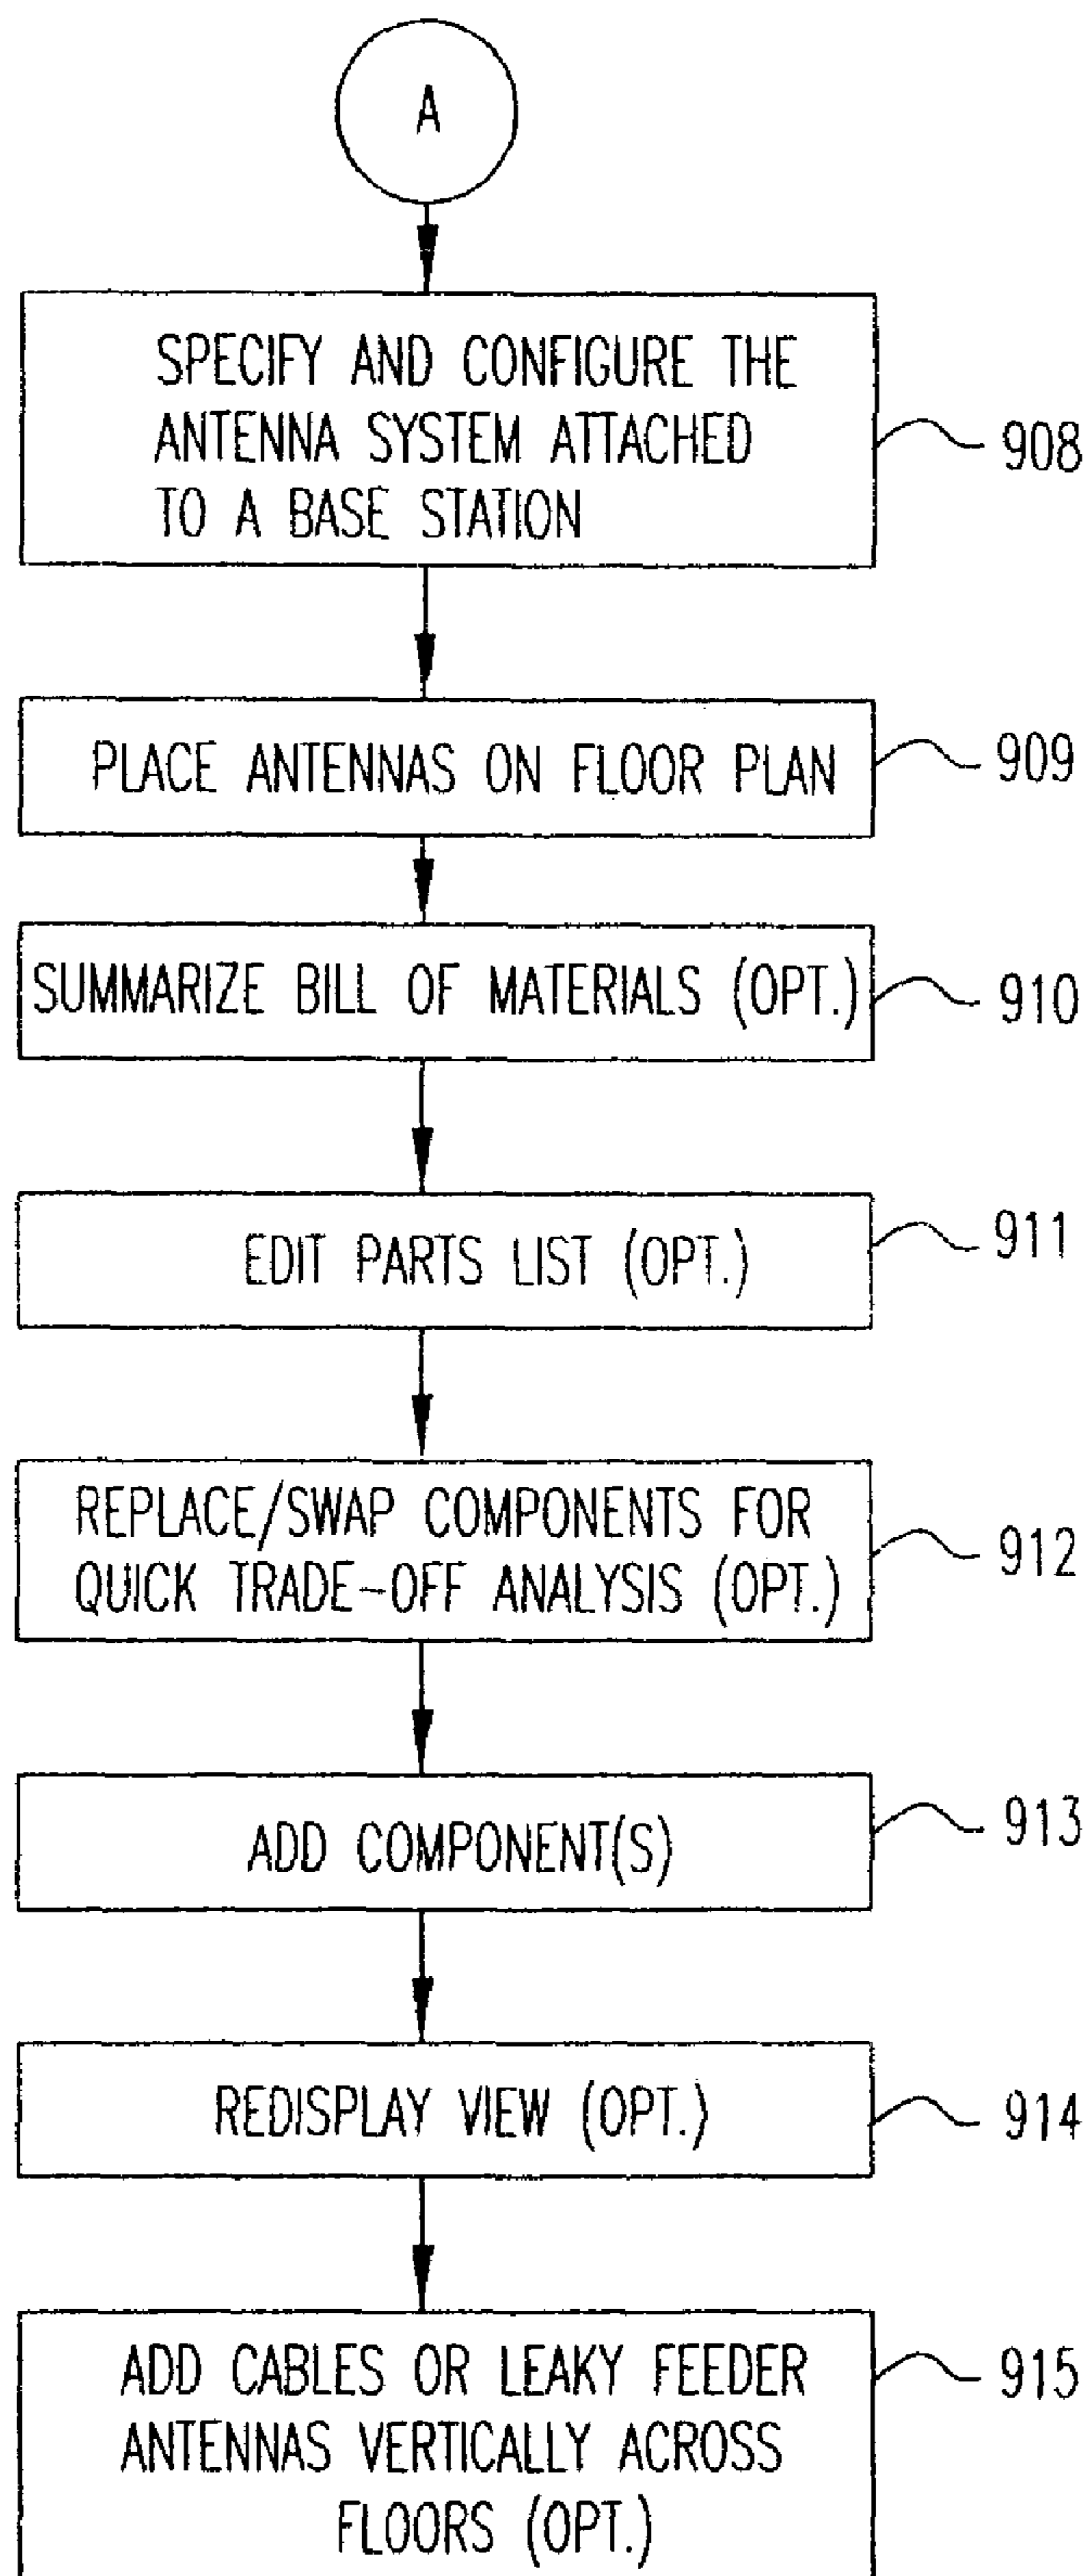 A
SPECIFY AND CONFIGURE THE
ANTENNA SYSTEM ATTACHED
TO A BASE STATION
908
PLACE ANTENNAS ON FLOOR PLAN
909
SUMMARIZE BILL OF MATERIALS (OPT.)
910
EDIT PARTS LIST (OPT.)
911
REPLACE/SWAP COMPONENTS FOR
QUICK TRADE-OFF ANALYSIS (OPT.)
912
ADD COMPONENT(S)
913
REDISPLAY VIEW (OPT.)
914
ADD CABLES OR LEAKY FEEDER
ANTENNAS VERTICALLY ACROSS
FLOORS (OPT.)
915